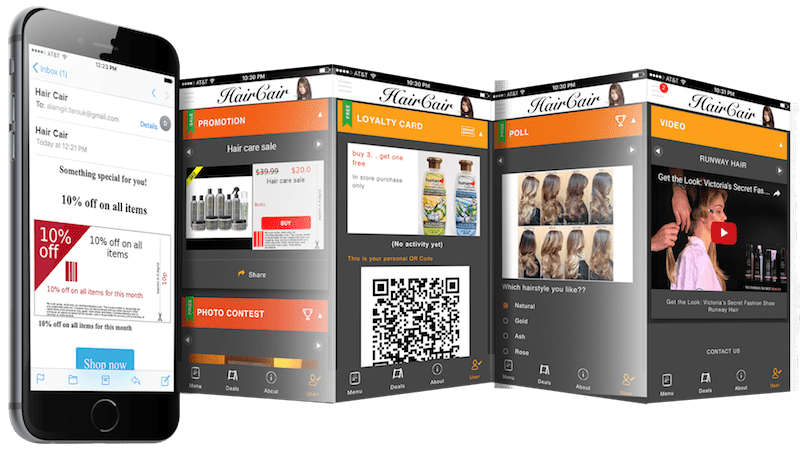 AT&T
12:23 PM
Inbox (1)
Hair Cair
To: alamgir.farouk@gmail.com
Details
D
Hair Cair
Today at 12:21 PM
Something special for you!
10% off on all items
10%
off
10% off on all
items
10% off on all items for this month
10% off on all items for this month
Shop now
AT&T
10:30 PM
HairCair
SALE
PROMOTION
Hair care sale
$39.99 $20.0
Hair care sale
BUY
Share
PHOTO CONTEST
Menu
Deals
About
User
AT&T
10:30 PM
HairCair
FREE
LOYALTY CARD
buy 3, , get one
free
In store purchase
only
(No activity yet)
This is your personal QR Code
Menu
Deals
About
User
AT&T
10:31 PM
HairCair
POLL
Which hairstyle you like??
Natural
Gold
Ash
Rose
Menu
Deals
About
User
2
AT&T
10:31 PM
HairCair
VIDEO
RUNWAY HAIR
Get the Look: Victoria's Secret Fas...
Get the Look: Victoria's Secret Fashion Show
Runway Hair
CONTACT US
Menu
Deals
About
User